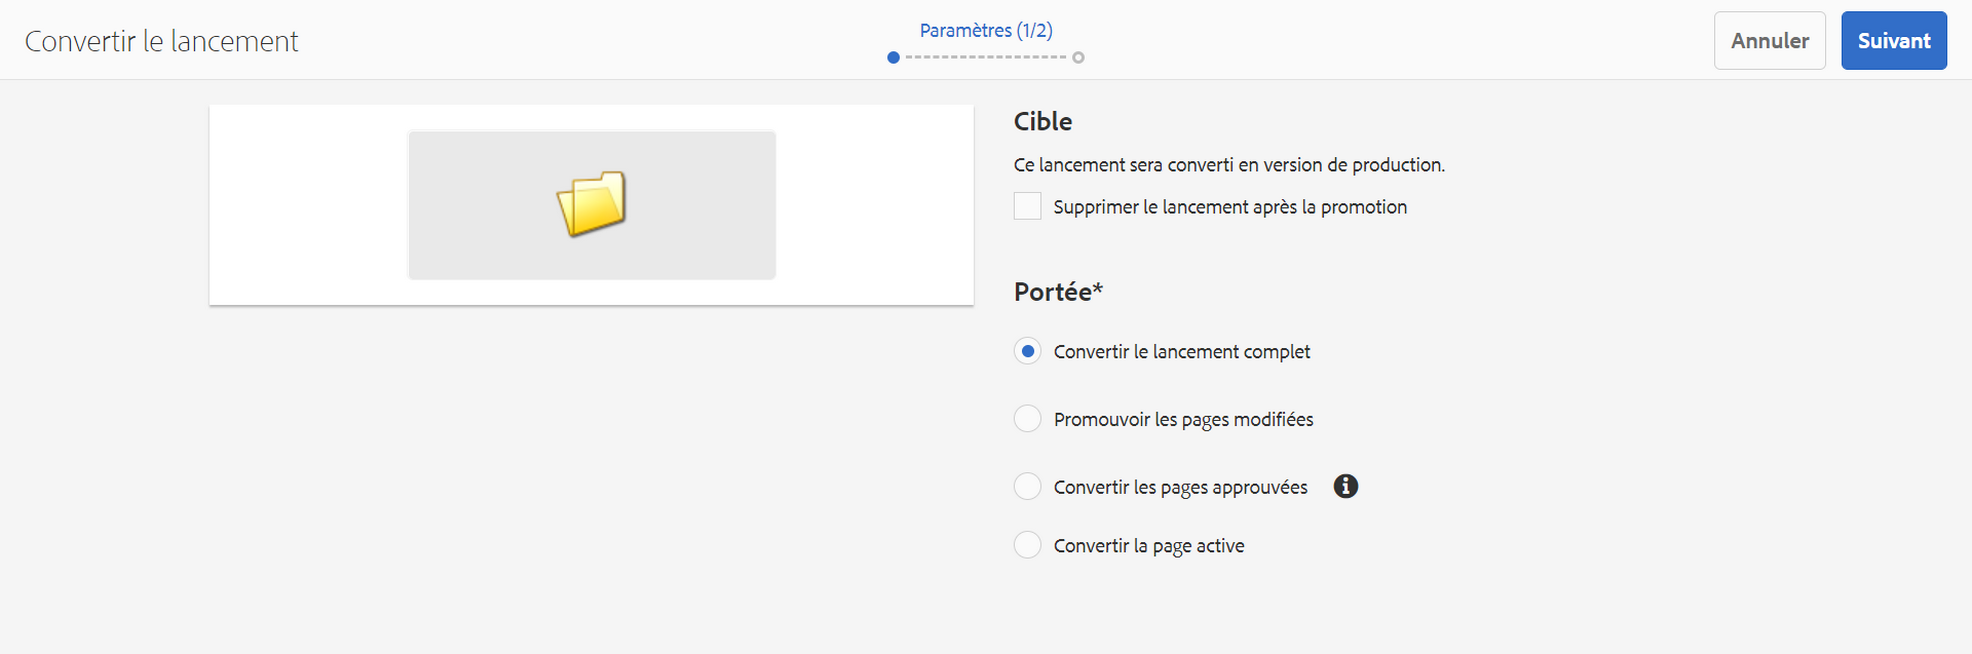 Convertir le lancement
Paramètres (1/2)
Annuler
Suivant
Cible
Ce lancement sera converti en version de production.
Supprimer le lancement après la promotion
Portée*
Convertir le lancement complet
Promouvoir les pages modifiées
Convertir les pages approuvées
Convertir la page active